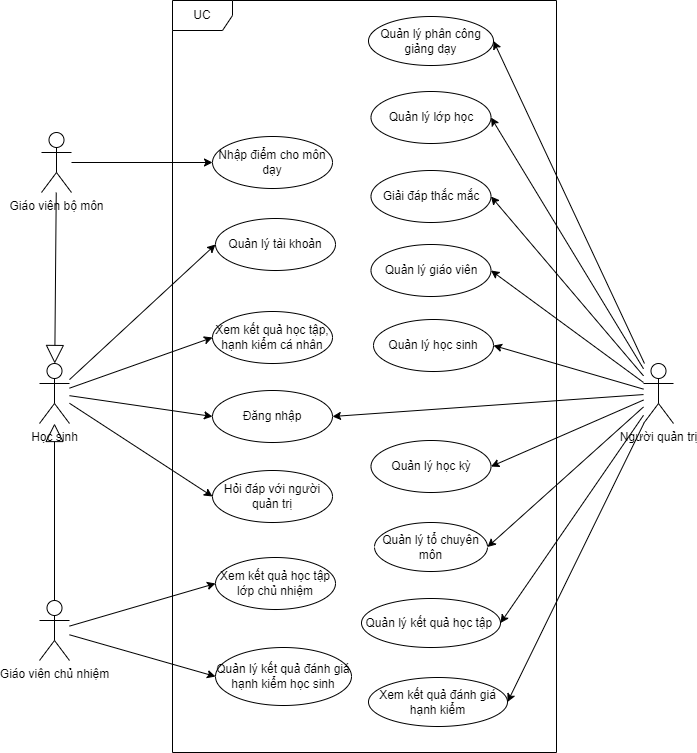 UC
Quản lý phân công
giảng dạy
Quản lý lớp học
Nhập điểm cho môn
dạy
Giáo viên bộ môn
Giải đáp thắc mắc
Quản lý tài khoản
Quản lý giáo viên
Xem kết quả học tập,
hạnh kiểm cá nhân
Quản lý học sinh
Đăng nhập
Học sinh
Người quản trị
Quản lý học kỳ
Hỏi đáp với người
quản trị
Quản lý tổ chuyên
môn
Xem kết quả học tập
lớp chủ nhiệm
Quản lý kết quả học tập
Giáo viên chủ nhiệm
Quản lý kết quả đánh giá
hạnh kiểm học sinh
Xem kết quả đánh giá
hạnh kiểm